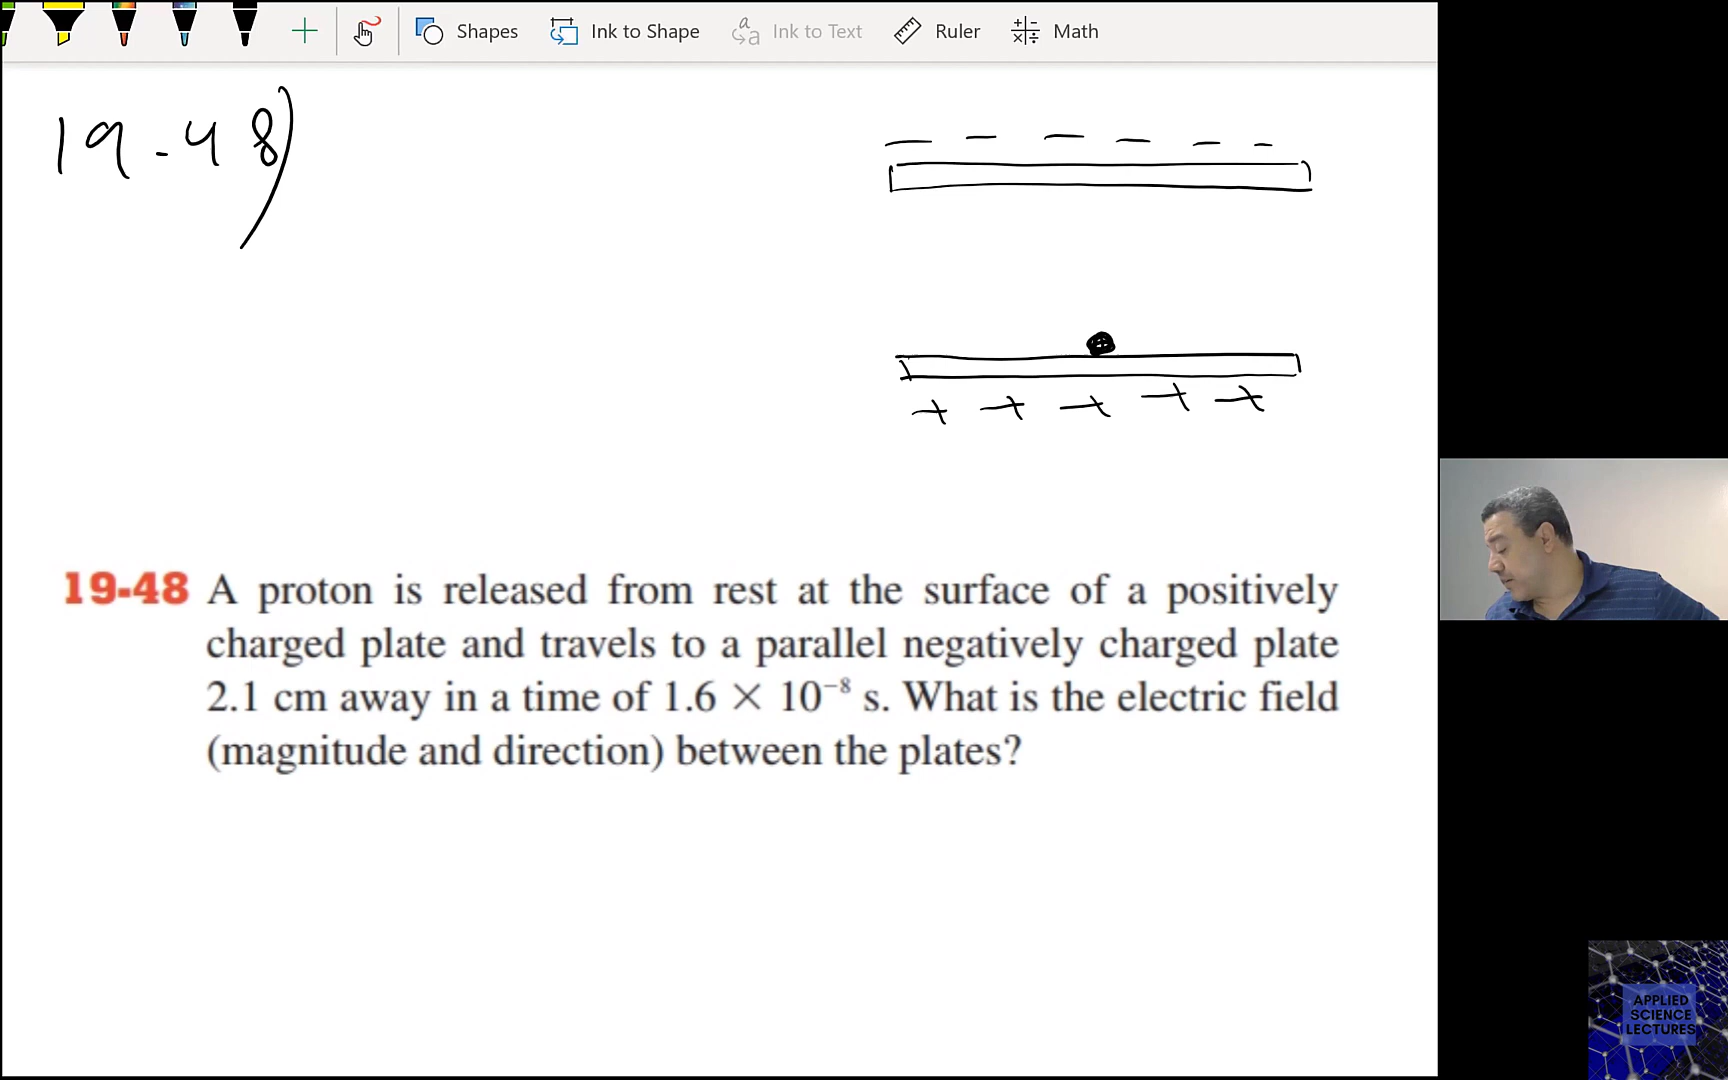 Shapes
Ink to Shape
Ink to Text
Ruler
Math
19-48)
19-48 A proton is released from rest at the surface of a positively
charged plate and travels to a parallel negatively charged plate
2.1 cm away in a time of 1.6 × 10⁻⁸ s. What is the electric field
(magnitude and direction) between the plates?
APPLIED
SCIENCE
LECTURES